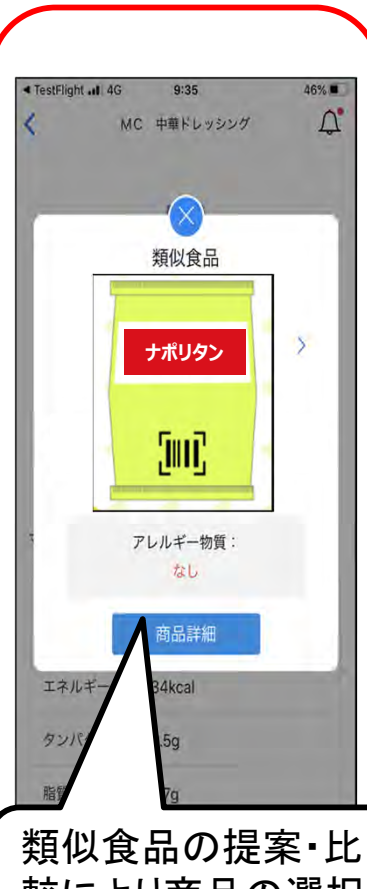 TestFlight 4G 9:35 46%
MC 中華ドレッシング
類似食品
ナポリタン
アレルギー物質：
なし
商品詳細
エネルギー 34kcal
タンパ .5g
脂質 7g
類似食品の提案・比
較により商品の選択